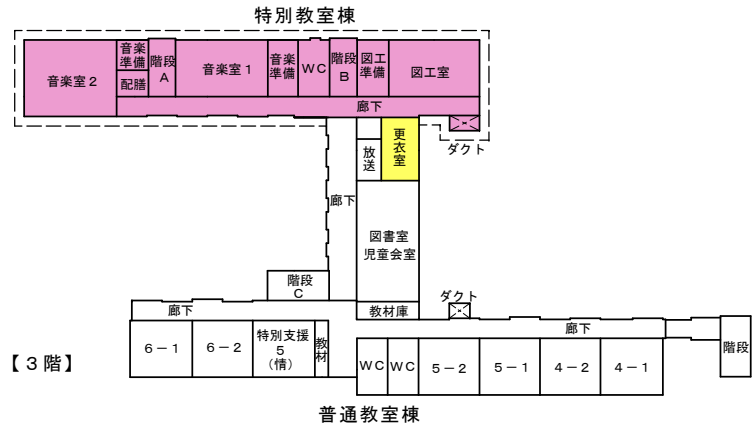 特別教室棟
音楽室2
音楽
準備
配膳
階段
A
音楽室1
音楽
準備
WC
階段
B
図工
準備
図工室
廊下
ダクト
放送
更衣室
廊下
図書室
児童会室
階段
C
教材庫
ダクト
廊下
廊下
6-1
6-2
特別支援
5
(情)
教材
WC
WC
5-2
5-1
4-2
4-1
階段
【3階】
普通教室棟